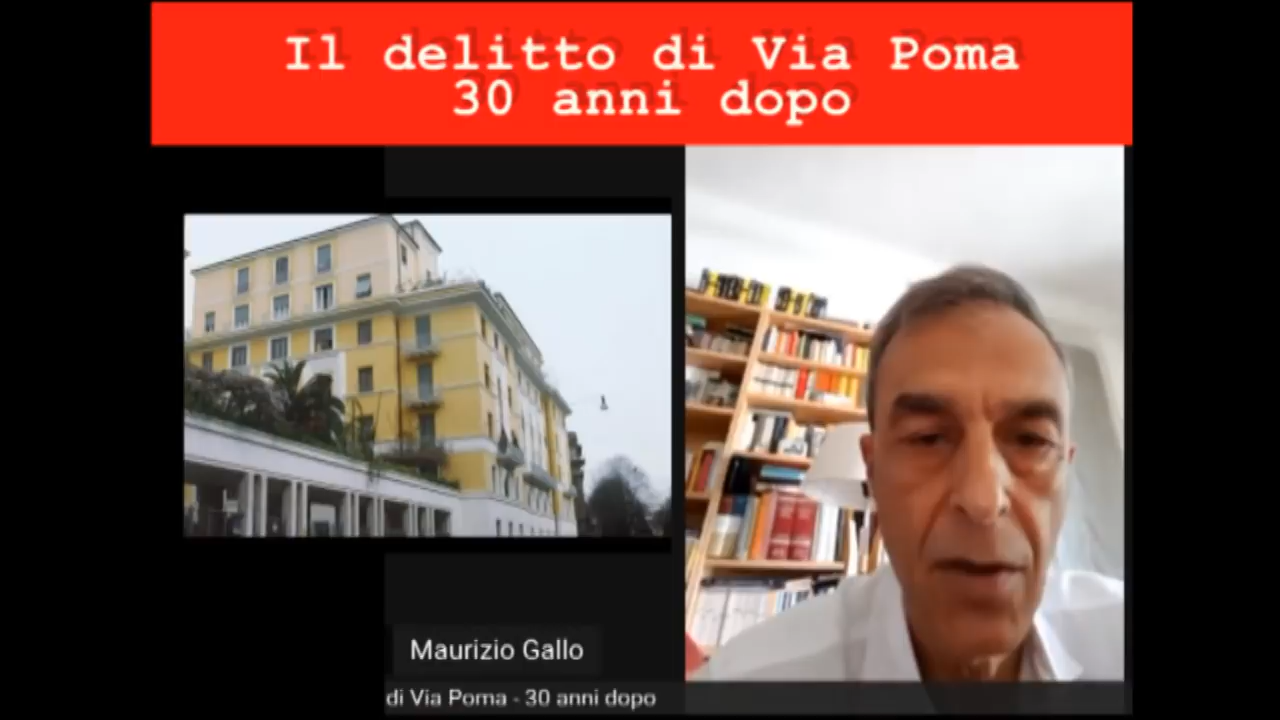 Il delitto di Via Poma
30 anni dopo
Maurizio Gallo
di Via Poma - 30 anni dopo